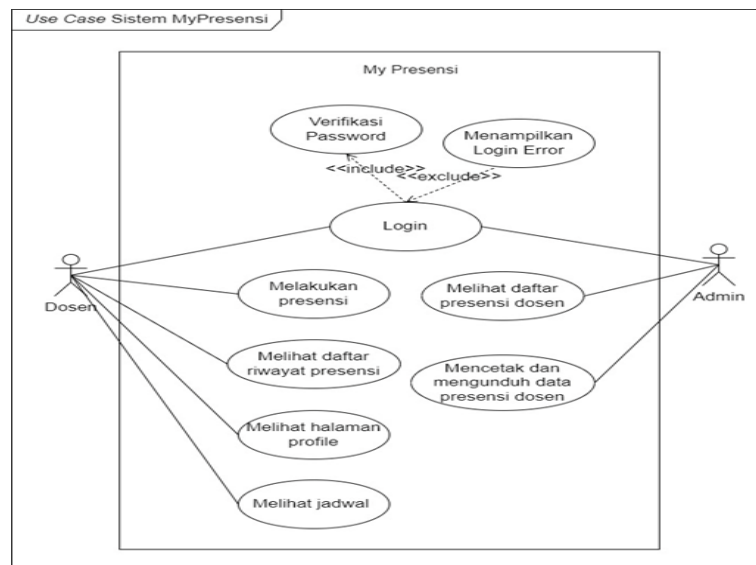 Use Case Sistem MyPresensi
My Presensi
Verifikasi
Password
Menampilkan
Login Error
<<include>>
<<exclude>>
Login
Dosen
Admin
Melakukan
presensi
Melihat daftar
presensi dosen
Melihat daftar
riwayat presensi
Mencetak dan
mengunduh data
presensi dosen
Melihat halaman
profile
Melihat jadwal